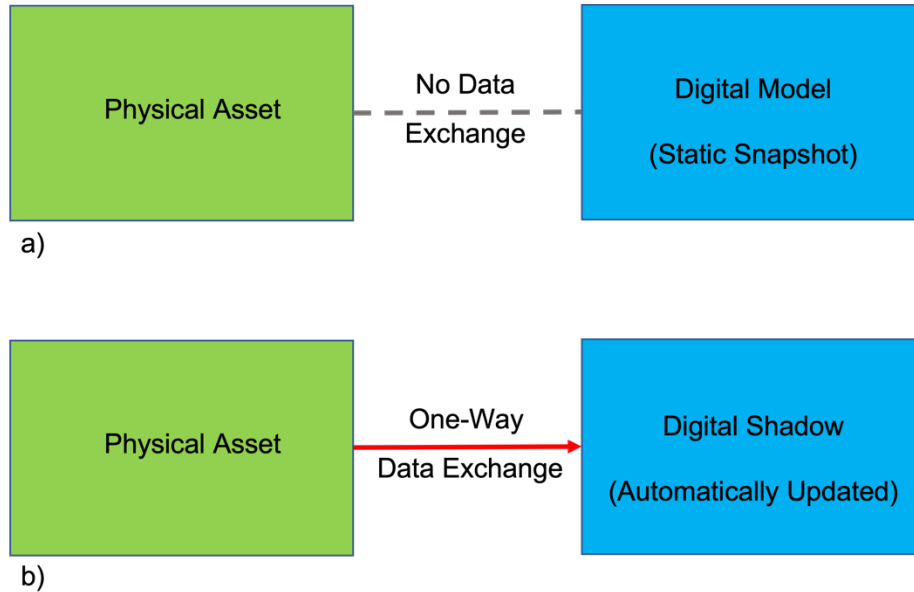 Physical Asset
No Data
Exchange
Digital Model
(Static Snapshot)
a)
Physical Asset
One-Way
Data Exchange
Digital Shadow
(Automatically Updated)
b)